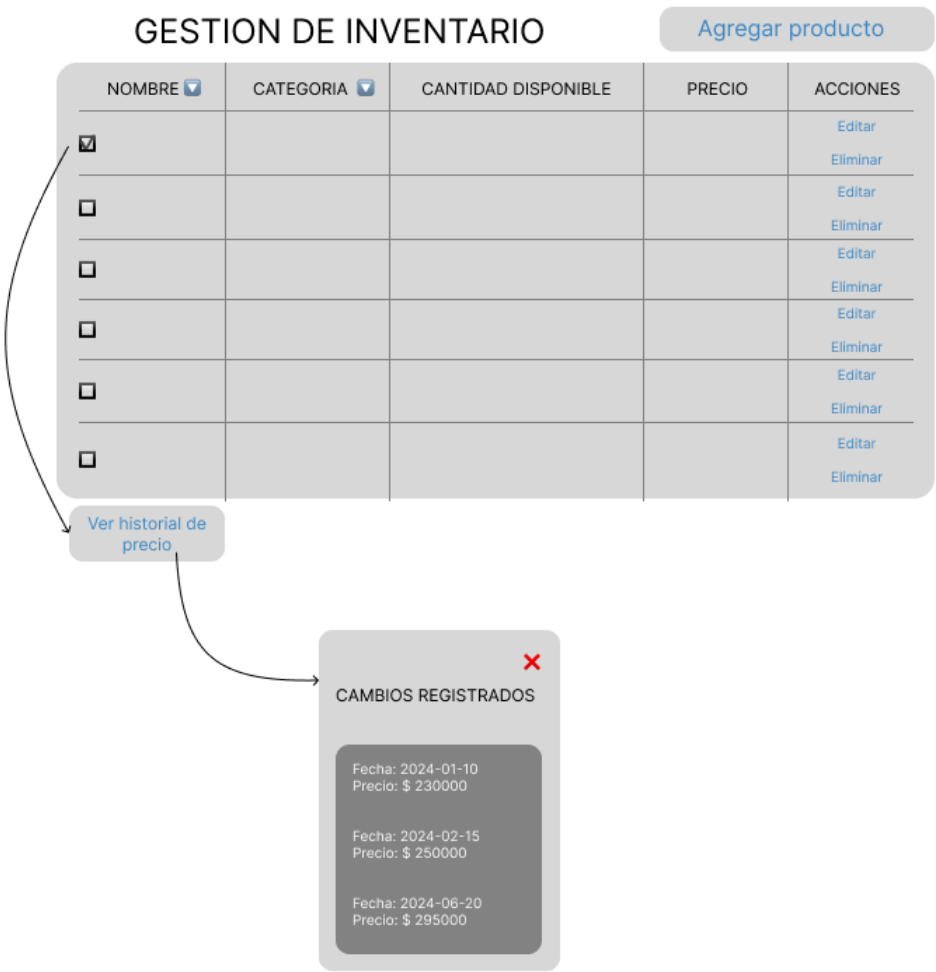 GESTION DE INVENTARIO
Agregar producto
NOMBRE
CATEGORIA
CANTIDAD DISPONIBLE
PRECIO
ACCIONES
Editar
Eliminar
Editar
Eliminar
Editar
Eliminar
Editar
Eliminar
Editar
Eliminar
Editar
Eliminar
Ver historial de
precio
CAMBIOS REGISTRADOS
Fecha: 2024-01-10
Precio: $ 230000
Fecha: 2024-02-15
Precio: $ 250000
Fecha: 2024-06-20
Precio: $ 295000